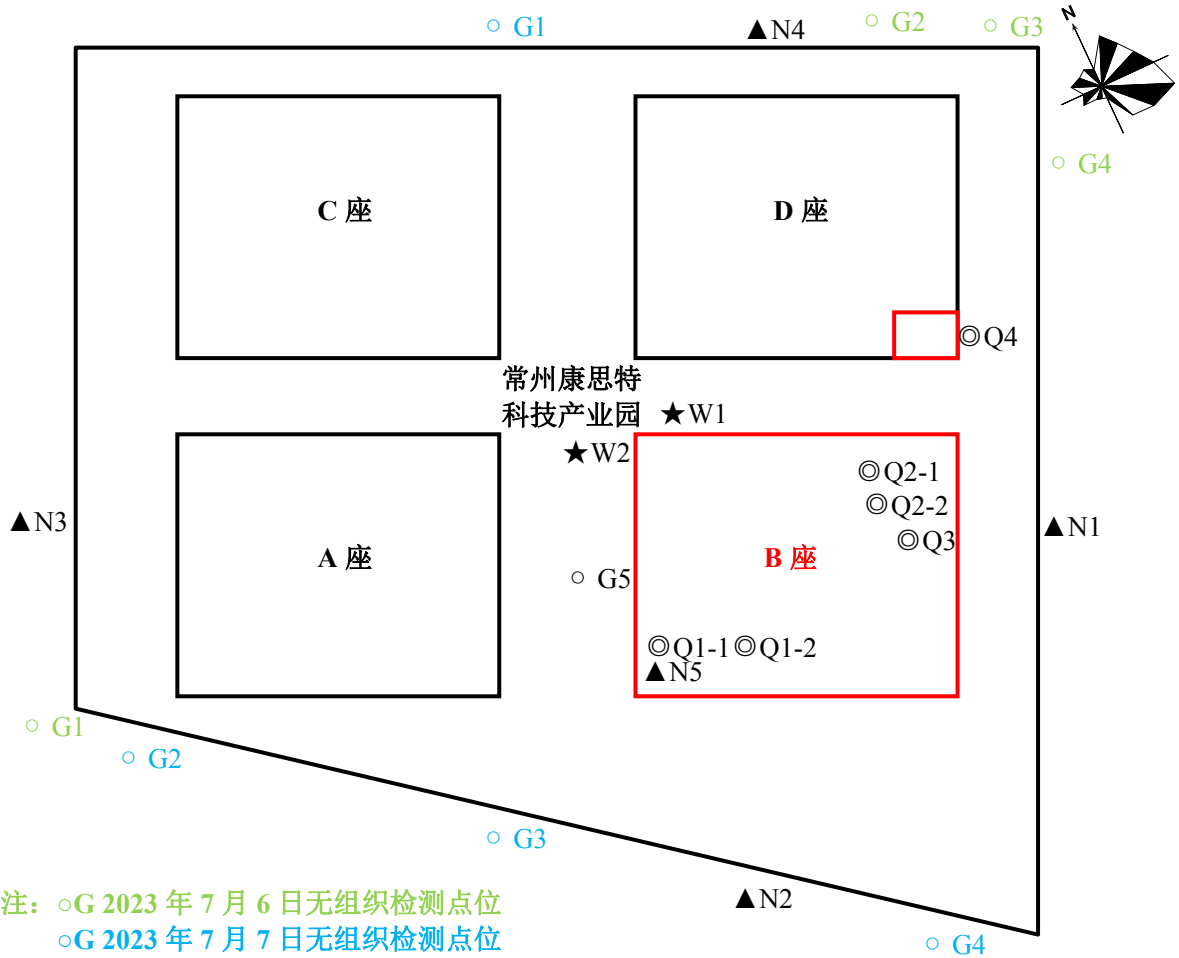 ○ G1
▲N4
○ G2
○ G3
N
○ G4
C 座
D 座
◎Q4
常州康思特
科技产业园
★W1
★W2
◎Q2-1
◎Q2-2
◎Q3
▲N3
▲N1
A 座
B 座
○ G5
◎Q1-1
◎Q1-2
▲N5
○ G1
○ G2
○ G3
▲N2
○ G4
注：○G 2023 年 7 月 6 日无组织检测点位
○G 2023 年 7 月 7 日无组织检测点位